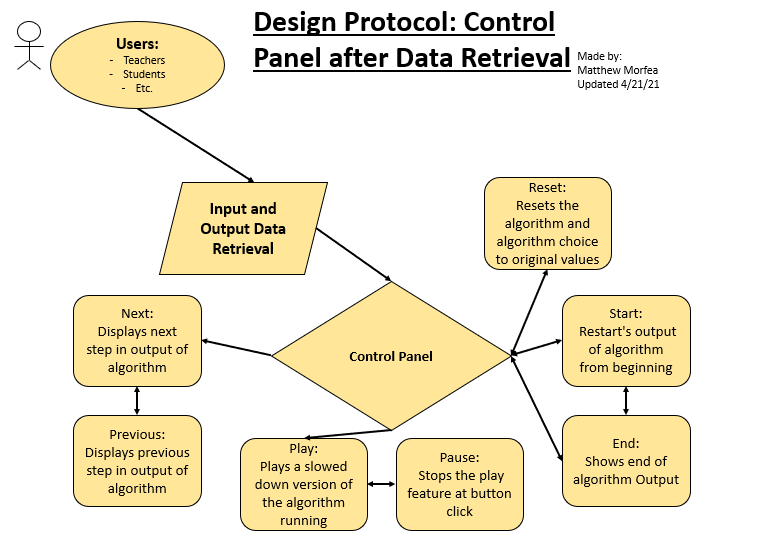 Design Protocol: Control
Panel after Data Retrieval
Made by:
Matthew Morfea
Updated 4/21/21
Users:
- Teachers
- Students
- Etc.
Input and
Output Data
Retrieval
Reset:
Resets the
algorithm and
algorithm choice
to original values
Next:
Displays next
step in output of
algorithm
Control Panel
Start:
Restart's output
of algorithm
from beginning
Previous:
Displays previous
step in output of
algorithm
Play:
Plays a slowed
down version of
the algorithm
running
Pause:
Stops the play
feature at button
click
End:
Shows end of
algorithm Output